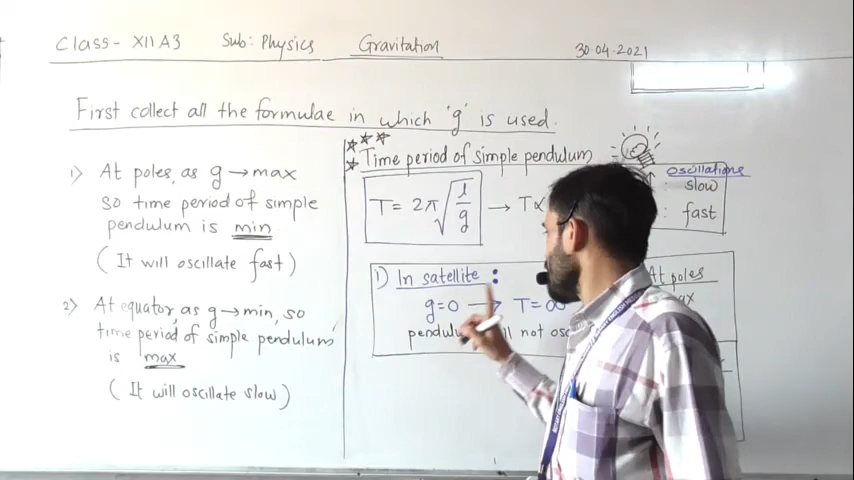 Class- XII A3 Sub: Physics Gravitation 30.04.2021
First collect all the formulae in which 'g' is used.
1) At poles, as g → max
so time period of simple
pendulum is min
(It will oscillate fast)
2) At equator, as g → min, so
time period of simple pendulum
is max
(It will oscillate slow)
Time period of simple pendulum
T = 2π√(l/g) → T ∝
oscillations
: slow
: fast
1) In satellite :
g=0 → T=∞
not
At poles